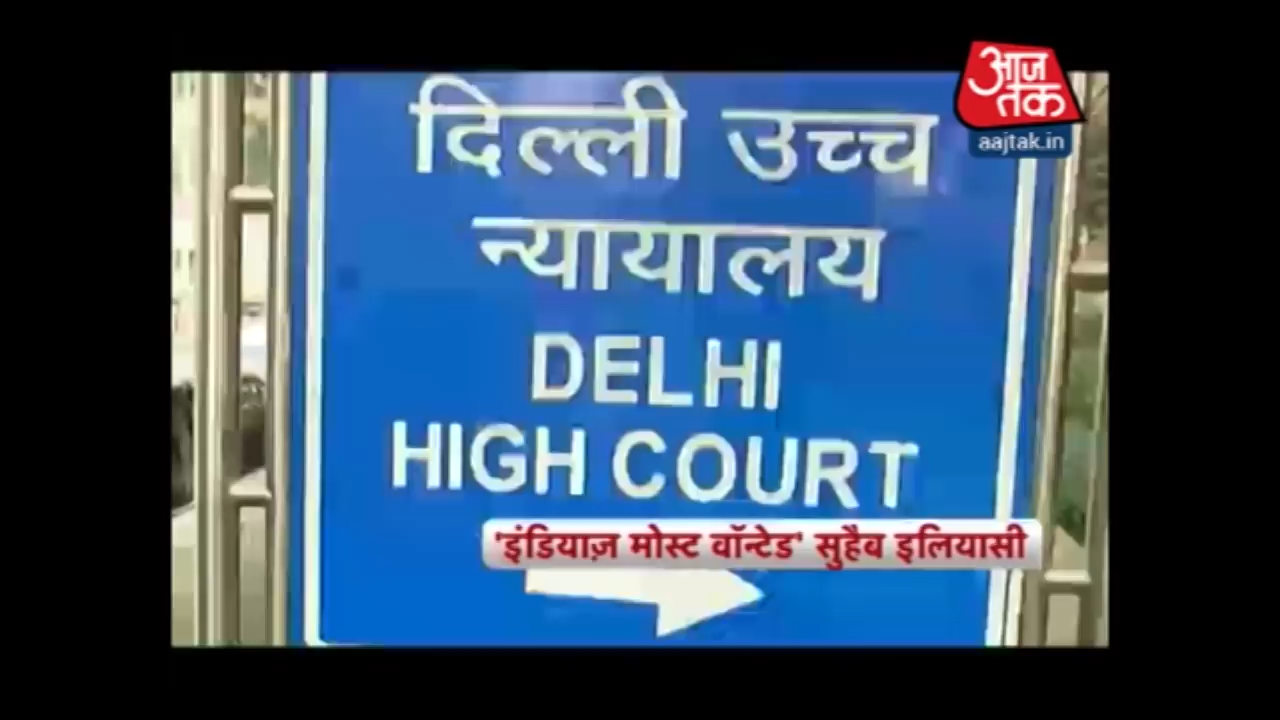 आज
तक
aajtak.in
दिल्ली उच्च
न्यायालय
DELHI
HIGH COURT
'इंडियाज़ मोस्ट वॉन्टेड' सुहैब इलियासी